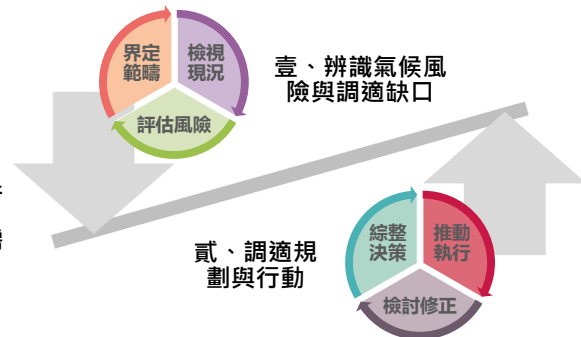 界定
範疇
檢視
現況
評估風險
壹、辨識氣候風
險與調適缺口
貳、調適規
劃與行動
綜整
決策
推動
執行
檢討修正